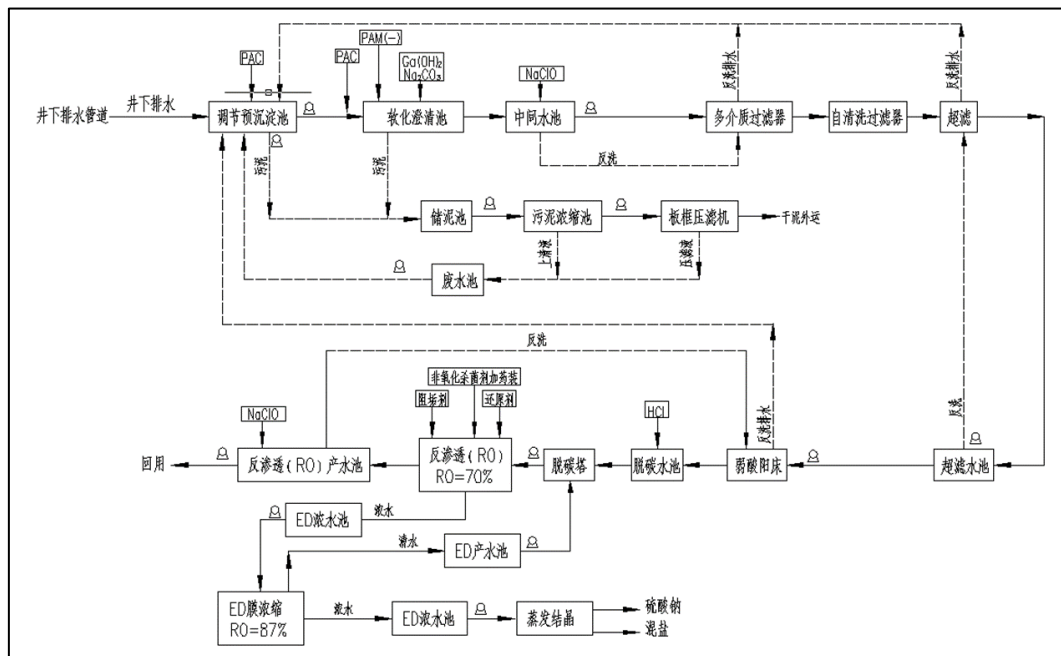 PAM(-)
PAC
PAC
Ga(OH)₂
Na₂CO₃
NaClO
反洗排水
反洗排水
井下排水管道
井下排水
调节预沉淀池
软化澄清池
中间水池
多介质过滤器
自清洗过滤器
超滤
反洗
污泥
污泥
储泥池
污泥浓缩池
板框压滤机
干泥外运
上清液
压滤液
废水池
反洗
非氧化杀菌剂加药装
阻垢剂
还原剂
NaClO
HCl
反洗排水
反洗
回用
反渗透(RO)产水池
反渗透(RO)
RO=70%
脱碳塔
脱碳水池
弱酸阳床
超滤水池
浓水
ED浓水池
清水
ED产水池
ED膜浓缩
RO=87%
浓水
ED浓水池
蒸发结晶
硫酸钠
混盐